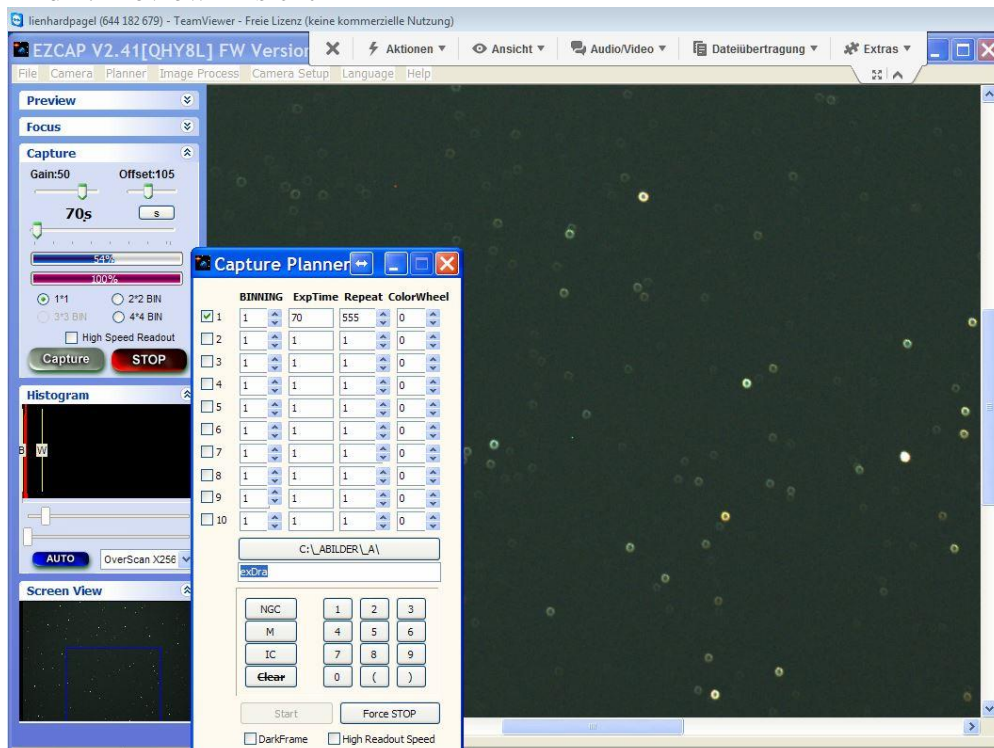 lienhardpagel (644 182 679) - TeamViewer - Freie Lizenz (keine kommerzielle Nutzung)
EZCAP V2.41[QHY8L] FW Version
Aktionen Ansicht Audio/Video Dateiübertragung Extras
File Camera Planner Image Process Camera Setup Language Help
Preview
Focus
Capture
Gain:50 Offset:105
70s s
54%
100%
1*1 2*2 BIN
3*3 BIN 4*4 BIN
High Speed Readout
Capture STOP
Histogram
B W
AUTO OverScan X256
Screen View
Capture Planner
BINNING ExpTime Repeat ColorWheel
1 1 70 555 0
2 1 1 1 0
3 1 1 1 0
4 1 1 1 0
5 1 1 1 0
6 1 1 1 0
7 1 1 1 0
8 1 1 1 0
9 1 1 1 0
10 1 1 1 0
C:\_ABILDER\_A\
exDra
NGC 1 2 3
M 4 5 6
IC 7 8 9
Clear 0 ( )
Start Force STOP
DarkFrame High Readout Speed